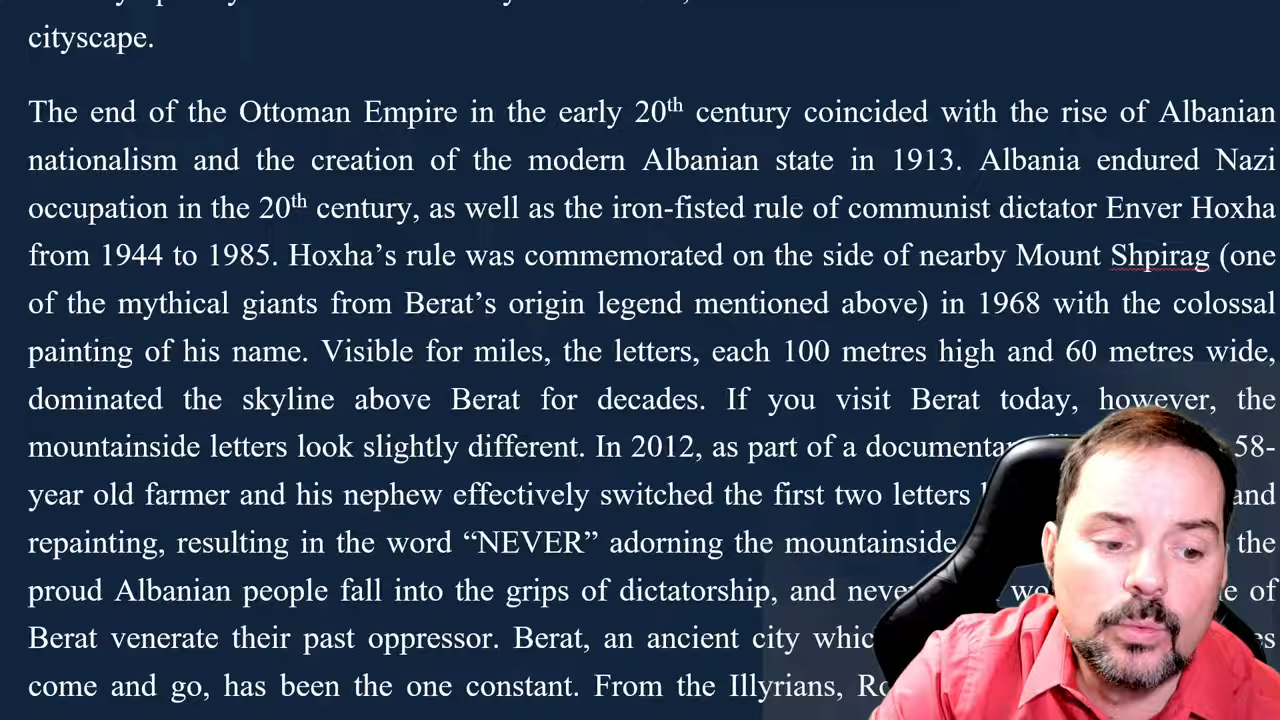 cityscape.
The end of the Ottoman Empire in the early 20th century coincided with the rise of Albanian
nationalism and the creation of the modern Albanian state in 1913. Albania endured Nazi
occupation in the 20th century, as well as the iron-fisted rule of communist dictator Enver Hoxha
from 1944 to 1985. Hoxha’s rule was commemorated on the side of nearby Mount Shpirag (one
of the mythical giants from Berat’s origin legend mentioned above) in 1968 with the colossal
painting of his name. Visible for miles, the letters, each 100 metres high and 60 metres wide,
dominated the skyline above Berat for decades. If you visit Berat today, however, the
mountainside letters look slightly different. In 2012, as part of a 58-
year old farmer and his nephew effectively switched the first two letters and
repainting, resulting in the word “NEVER” adorning the mountainside the
proud Albanian people fall into the grips of dictatorship, and of
Berat venerate their past oppressor. Berat, an ancient city
come and go, has been the one constant. From the Illyrians,